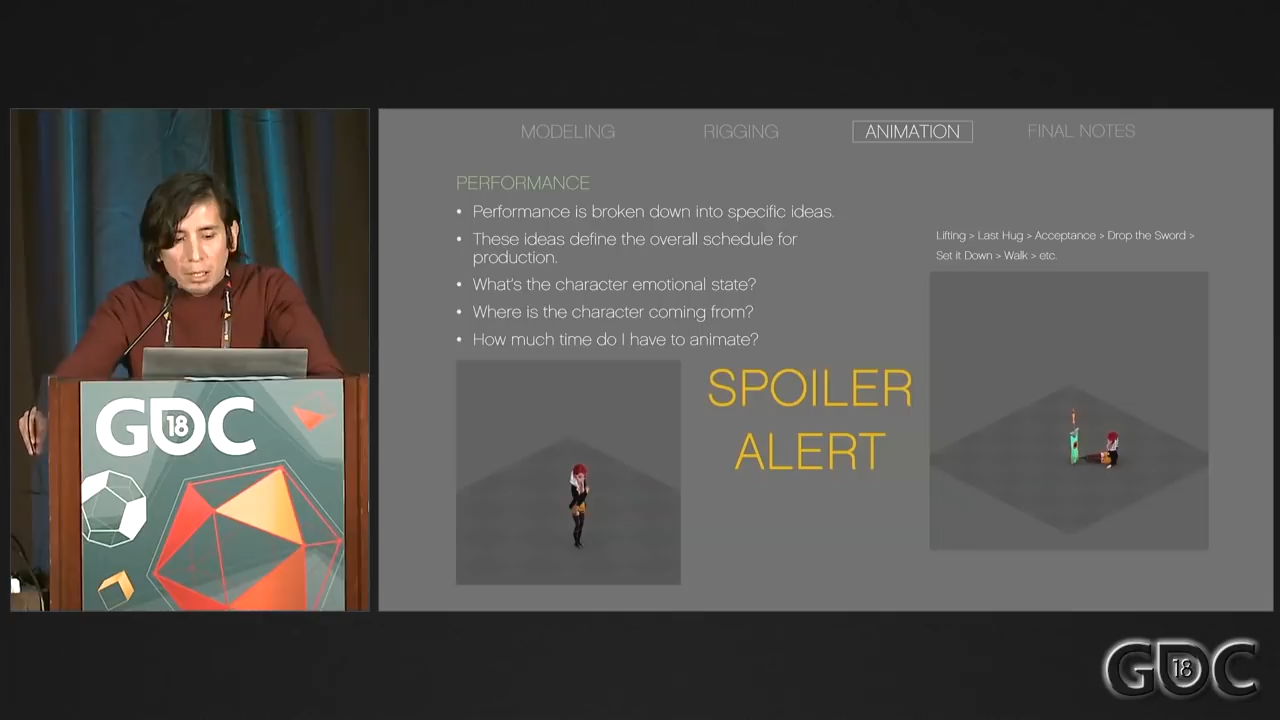 MODELING RIGGING ANIMATION FINAL NOTES
PERFORMANCE
• Performance is broken down into specific ideas.
• These ideas define the overall schedule for
production.
• What's the character emotional state?
• Where is the character coming from?
• How much time do I have to animate?
Lifting > Last Hug > Acceptance > Drop the Sword >
Set it Down > Walk > etc.
SPOILER
ALERT
GDC 18
GDC 18